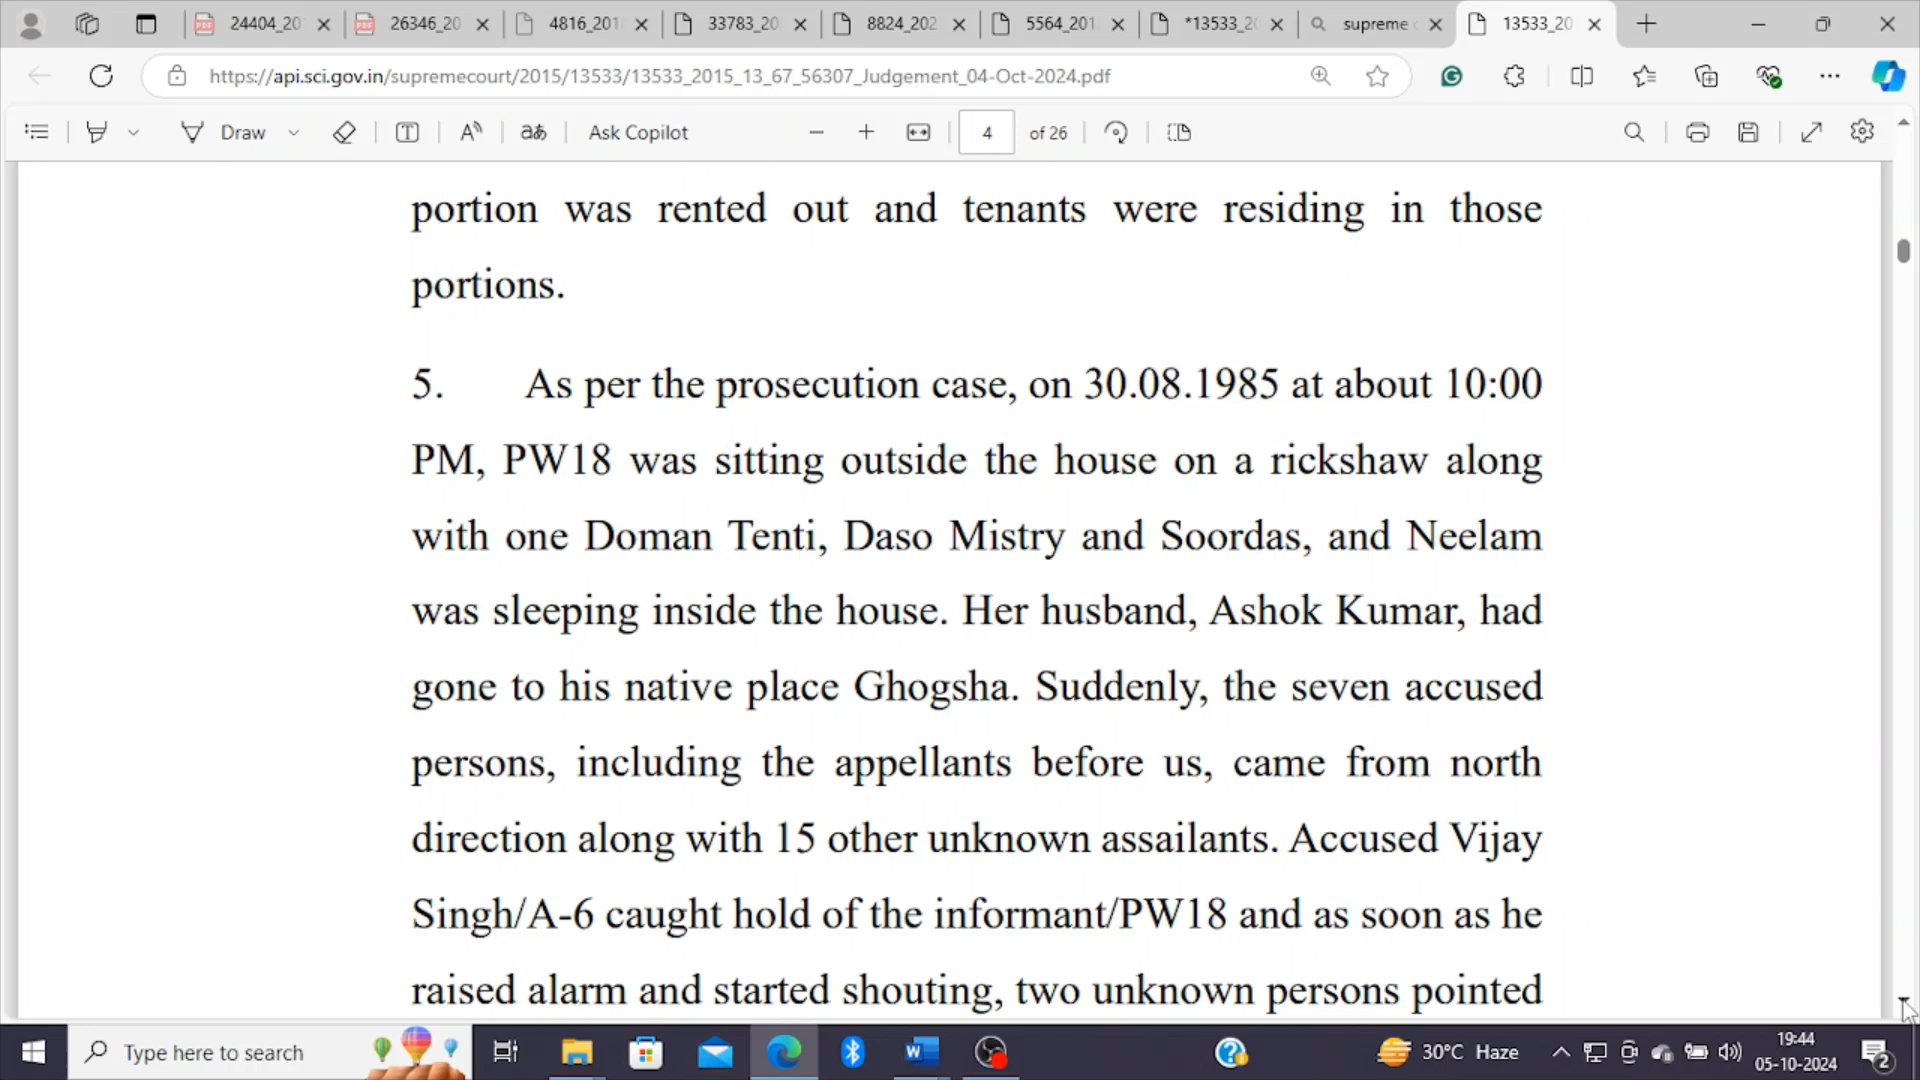 24404_20
26346_20
4816_201
33783_20
8824_202
5564_201
*13533_20
supreme
13533_20
https://api.sci.gov.in/supremecourt/2015/13533/13533_2015_13_67_56307_Judgement_04-Oct-2024.pdf
Draw
Ask Copilot
4 of 26
portion was rented out and tenants were residing in those
portions.
5. As per the prosecution case, on 30.08.1985 at about 10:00
PM, PW18 was sitting outside the house on a rickshaw along
with one Doman Tenti, Daso Mistry and Soordas, and Neelam
was sleeping inside the house. Her husband, Ashok Kumar, had
gone to his native place Ghogsha. Suddenly, the seven accused
persons, including the appellants before us, came from north
direction along with 15 other unknown assailants. Accused Vijay
Singh/A-6 caught hold of the informant/PW18 and as soon as he
raised alarm and started shouting, two unknown persons pointed
Type here to search
30°C Haze
19:44
05-10-2024
2